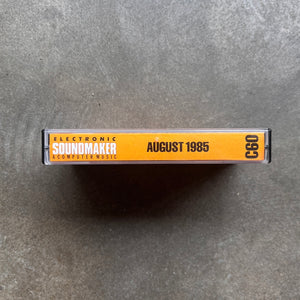 ELECTRONIC
SOUNDMAKER
& COMPUTER MUSIC
AUGUST 1985
C60